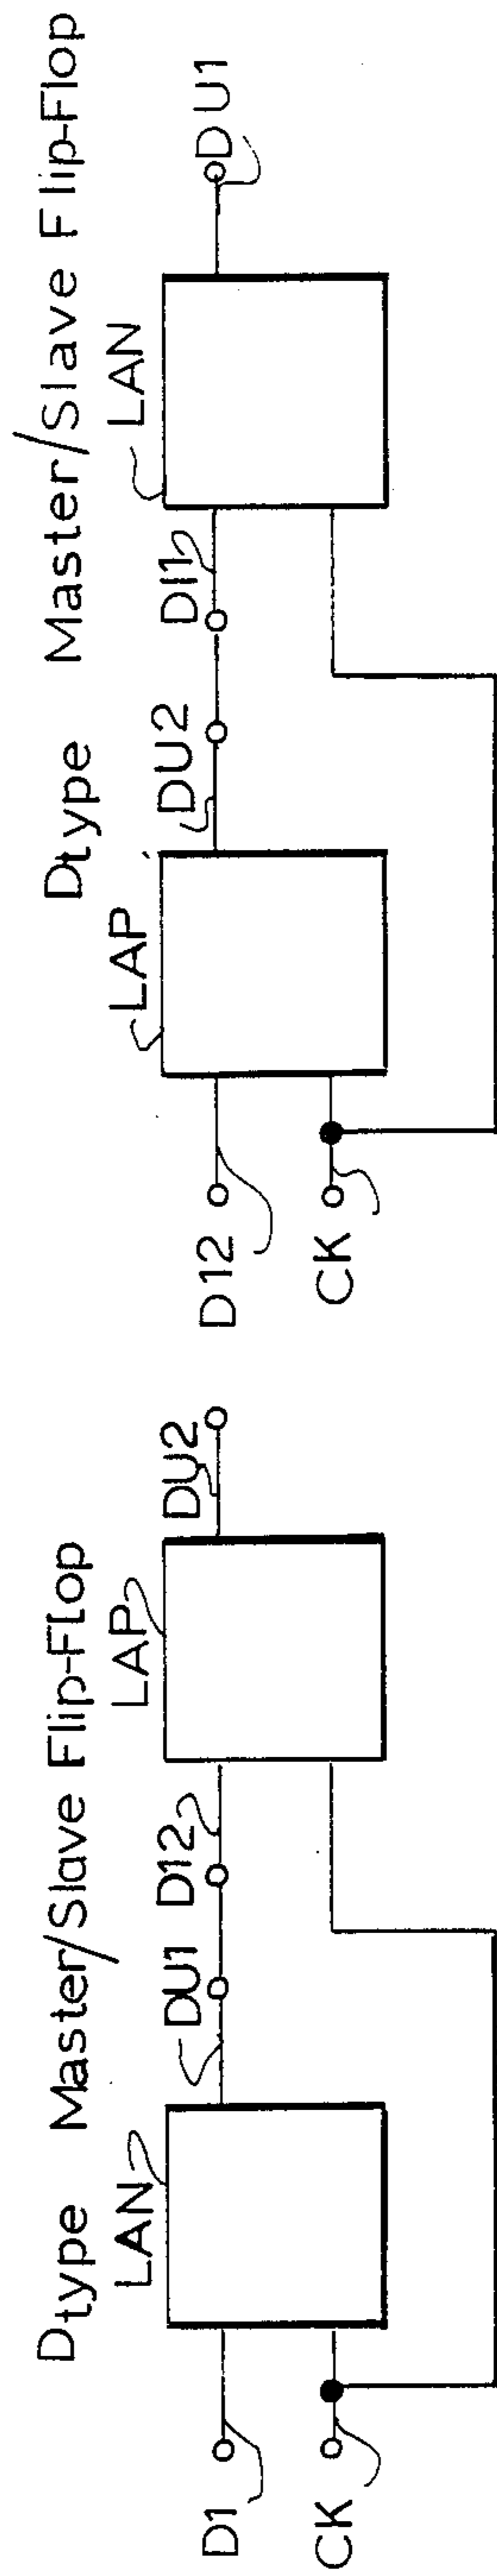 Dtype Master/Slave Flip-Flop
LAN
LAP
D1
DU1
D12
DU2
CK
Dtype Master/Slave Flip-Flop
LAP
LAN
D12
DU2
DI1
DU1
CK